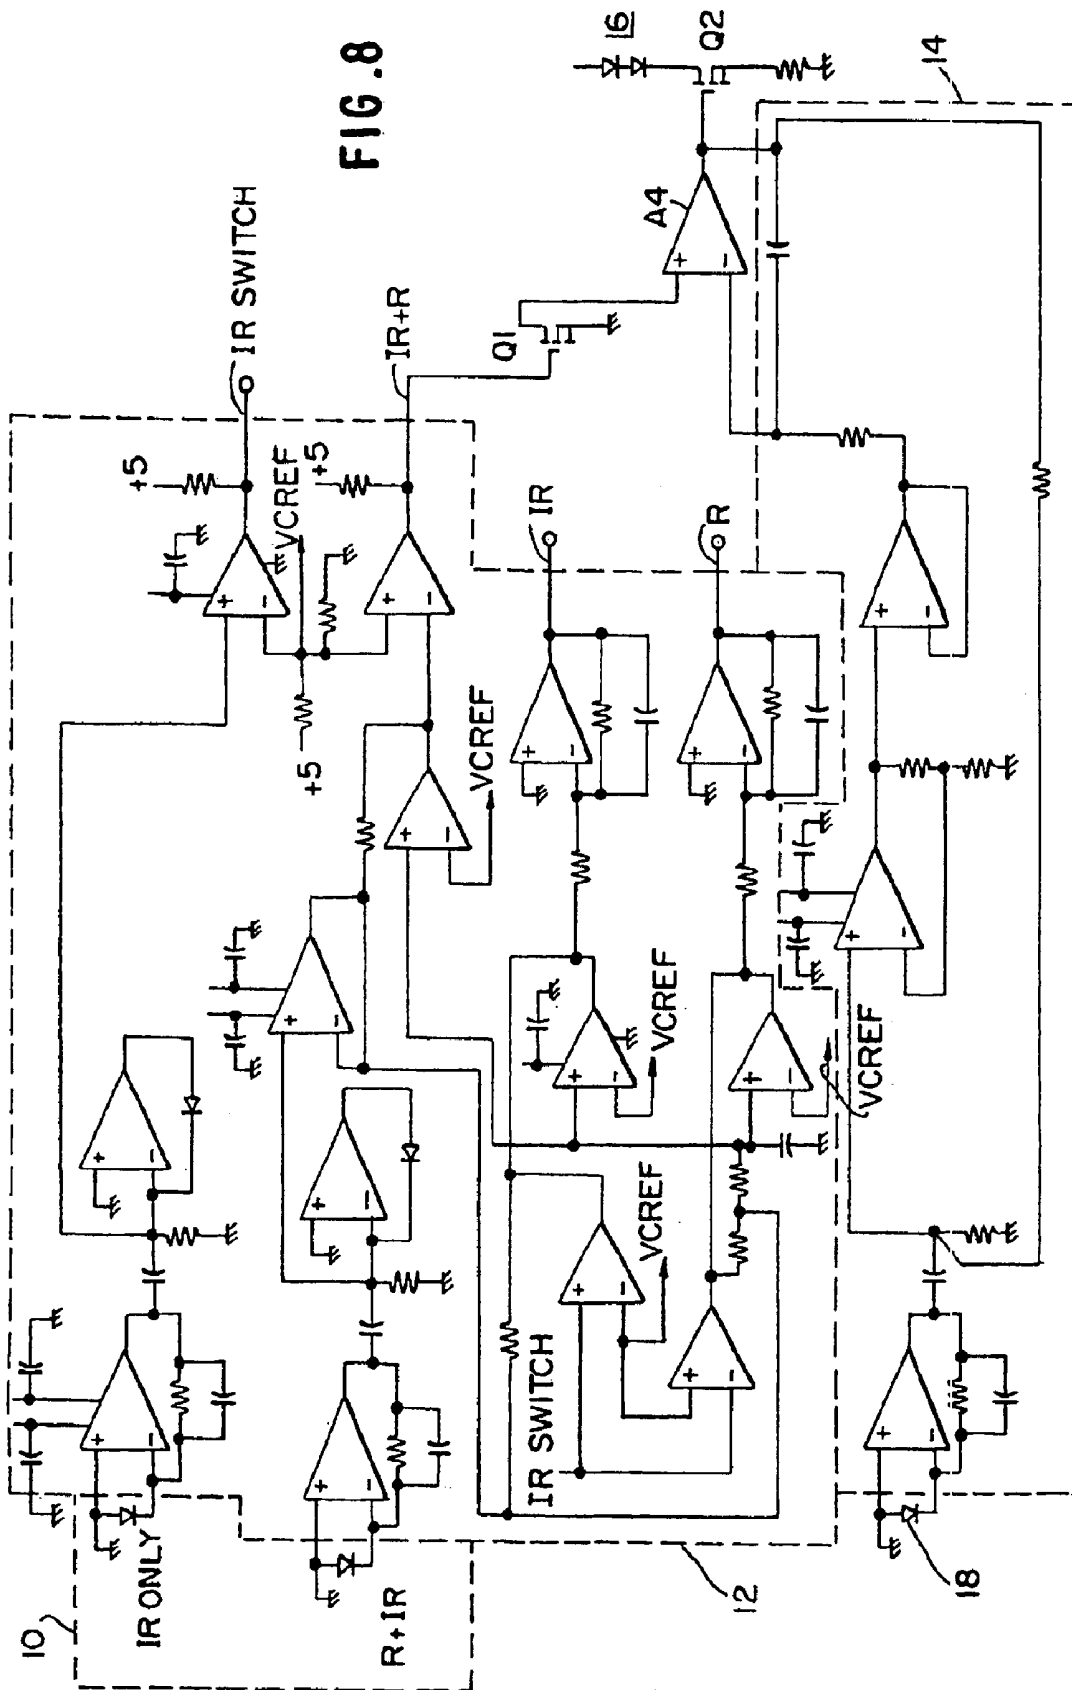 FIG.8
10
IR ONLY
R+IR
+5
+5
VCREF
+5
IR SWITCH
IR+R
Q1
A4
16
Q2
14
VCREF
IR
R
VCREF
VCREF
VCREF
IR SWITCH
12
18
+
−
+
−
+
−
+
−
+
−
+
−
+
−
+
−
+
−
+
−
+
−
+
−
+
−
+
−
+
−
+
−
+
−
+
−